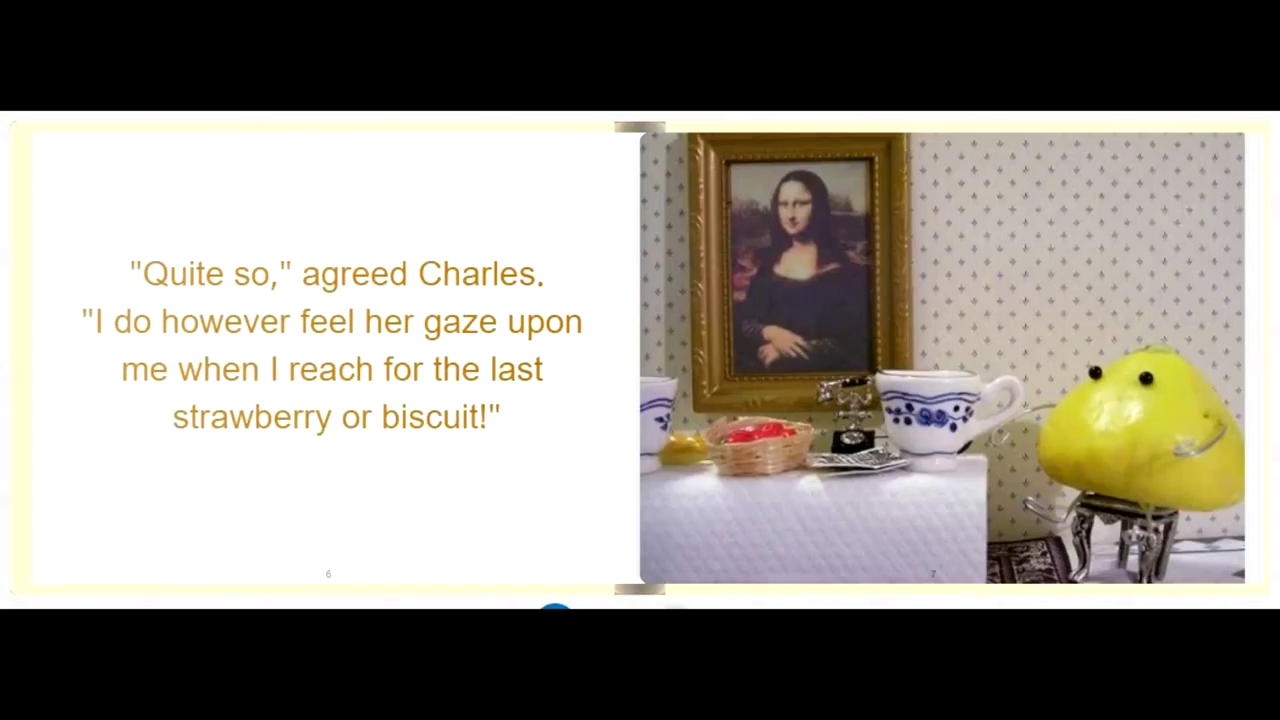 "Quite so," agreed Charles.
"I do however feel her gaze upon
me when I reach for the last
strawberry or biscuit!"
6
7